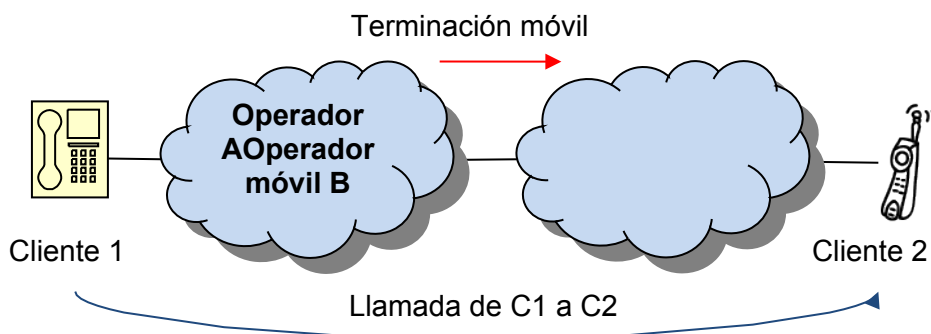 Terminación móvil
Operador
AOperador
móvil B
Cliente 1
Cliente 2
Llamada de C1 a C2